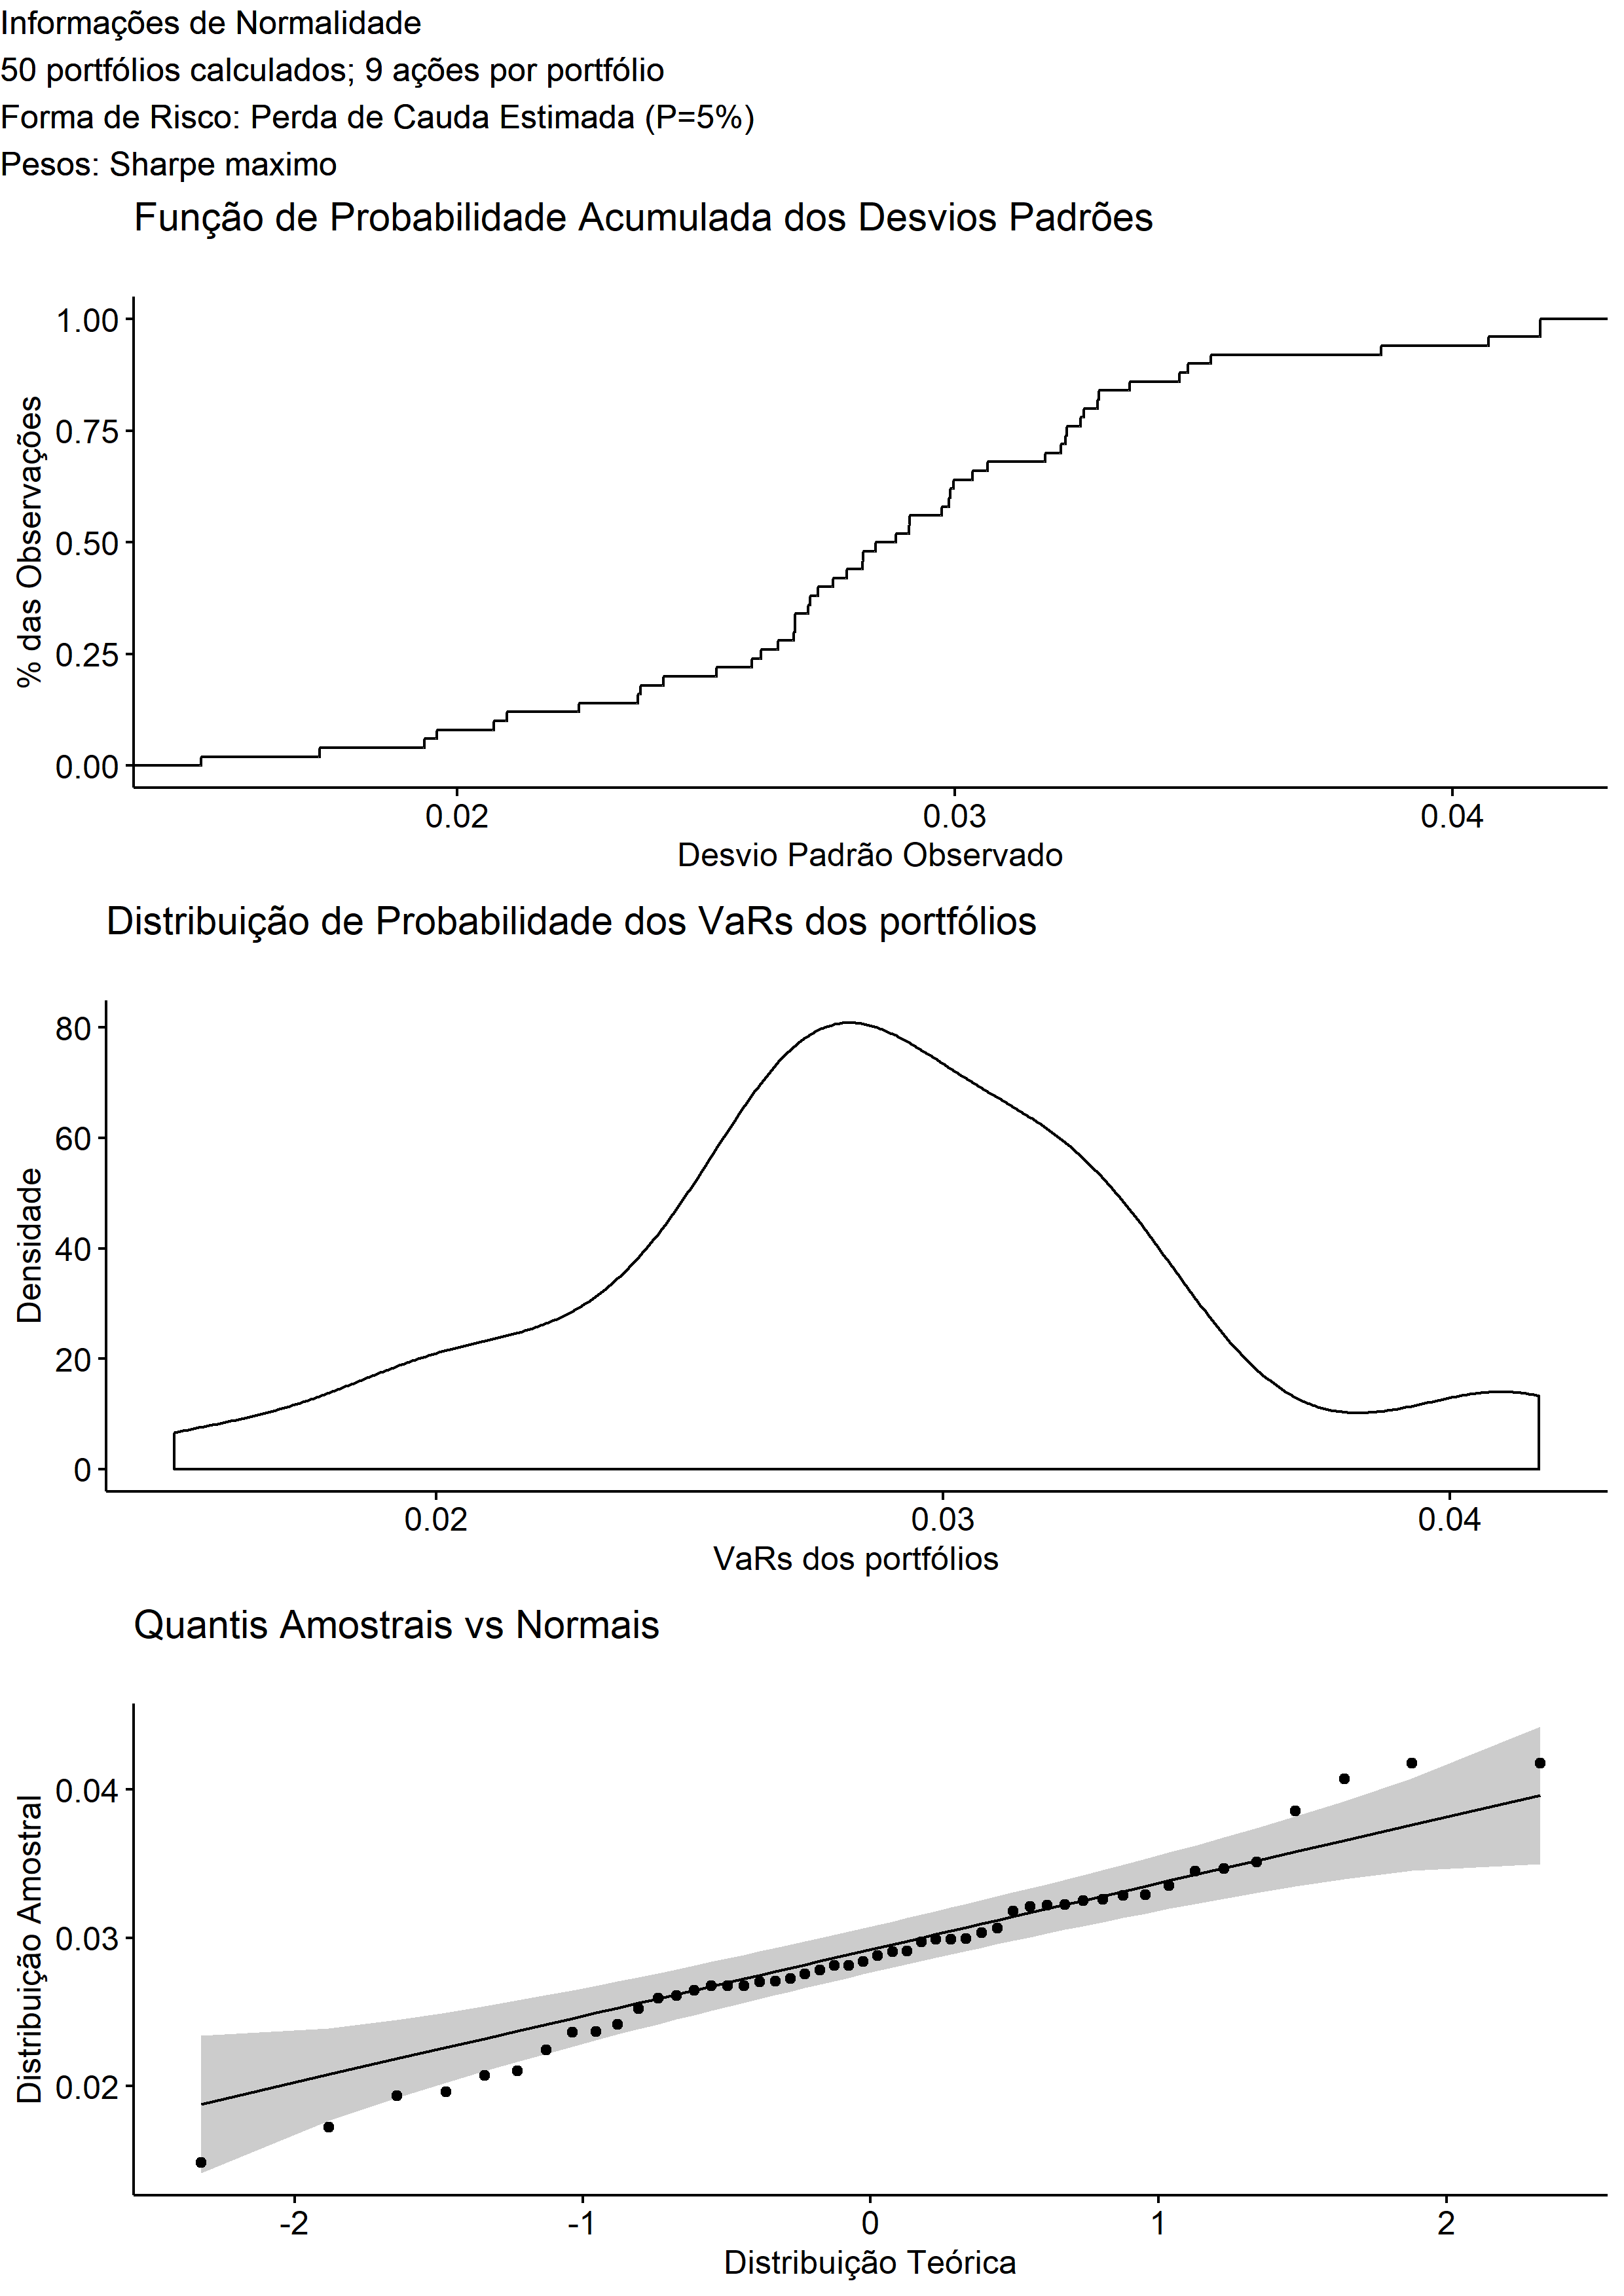 Informações de Normalidade
50 portfólios calculados; 9 ações por portfólio
Forma de Risco: Perda de Cauda Estimada (P=5%)
Pesos: Sharpe maximo
Função de Probabilidade Acumulada dos Desvios Padrões
% das Observações
1.00
0.75
0.50
0.25
0.00
0.02 0.03 0.04
Desvio Padrão Observado
Distribuição de Probabilidade dos VaRs dos portfólios
Densidade
80
60
40
20
0
0.02 0.03 0.04
VaRs dos portfólios
Quantis Amostrais vs Normais
Distribuição Amostral
0.04
0.03
0.02
-2 -1 0 1 2
Distribuição Teórica